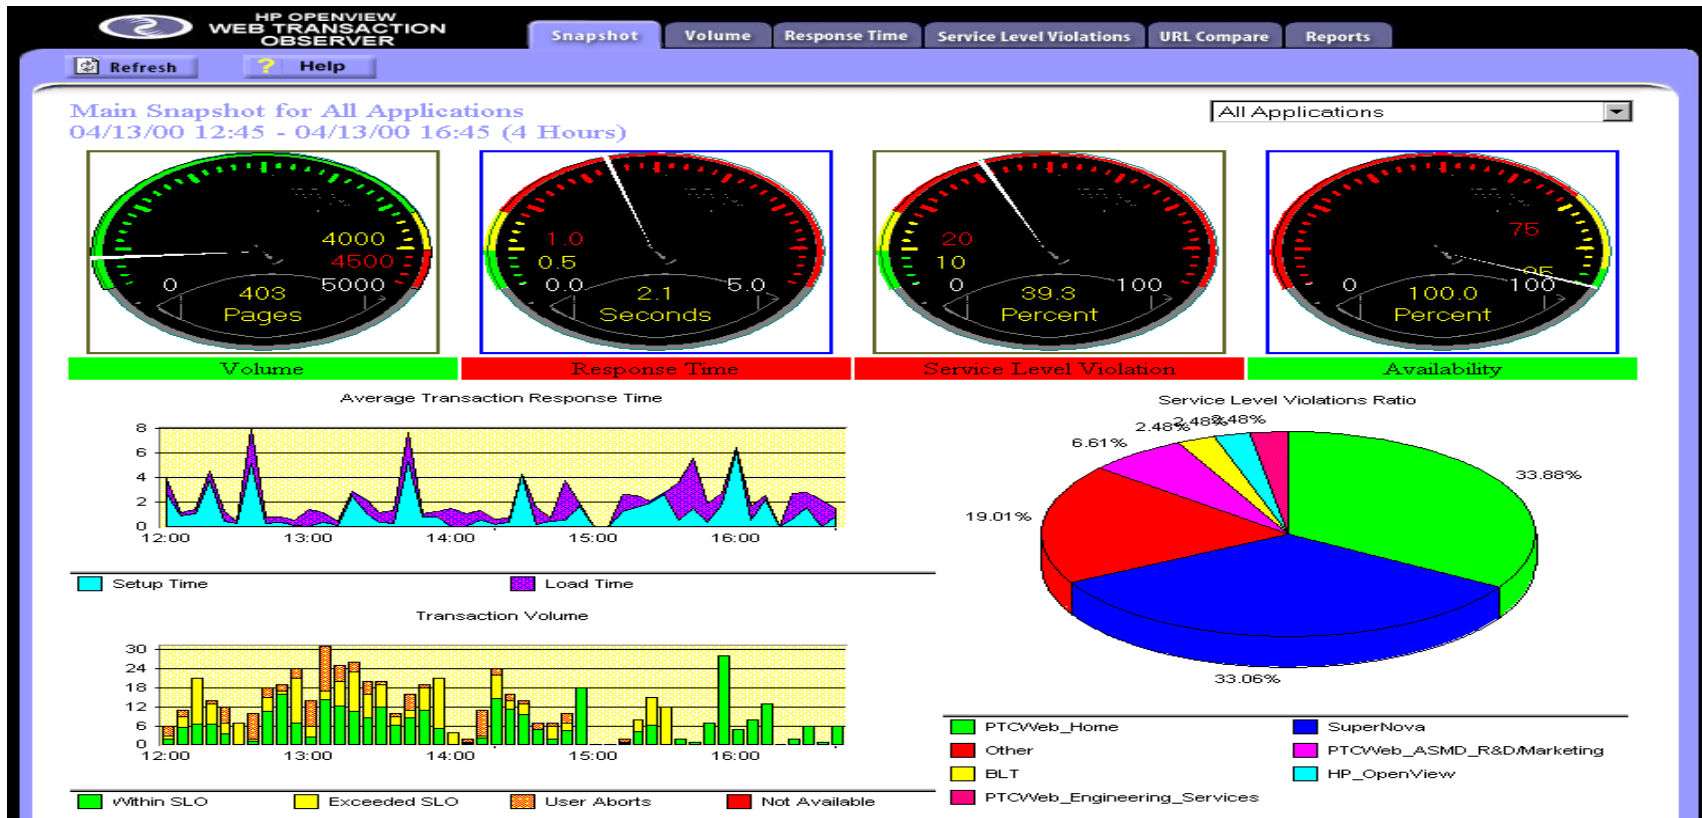 HP OPENVIEW
WEB TRANSACTION
OBSERVER
Snapshot
Volume
Response Time
Service Level Violations
URL Compare
Reports
Refresh
? Help
Main Snapshot for All Applications
04/13/00 12:45 - 04/13/00 16:45 (4 Hours)
All Applications
4000
4500
0
5000
403
Pages
1.0
0.5
0.0
5.0
2.1
Seconds
20
10
0
100
39.3
Percent
75
95
0
100
100.0
Percent
Volume
Response Time
Service Level Violation
Availability
Average Transaction Response Time
8
6
4
2
0
12:00
13:00
14:00
15:00
16:00
Setup Time
Load Time
Transaction Volume
30
24
18
12
6
0
12:00
13:00
14:00
15:00
16:00
Within SLO
Exceeded SLO
User Aborts
Not Available
Service Level Violations Ratio
2.48%
2.48%
2.48%
6.61%
33.88%
19.01%
33.06%
PTCWeb_Home
SuperNova
Other
PTCWeb_ASMD_R&D/Marketing
BLT
HP_OpenView
PTCWeb_Engineering_Services